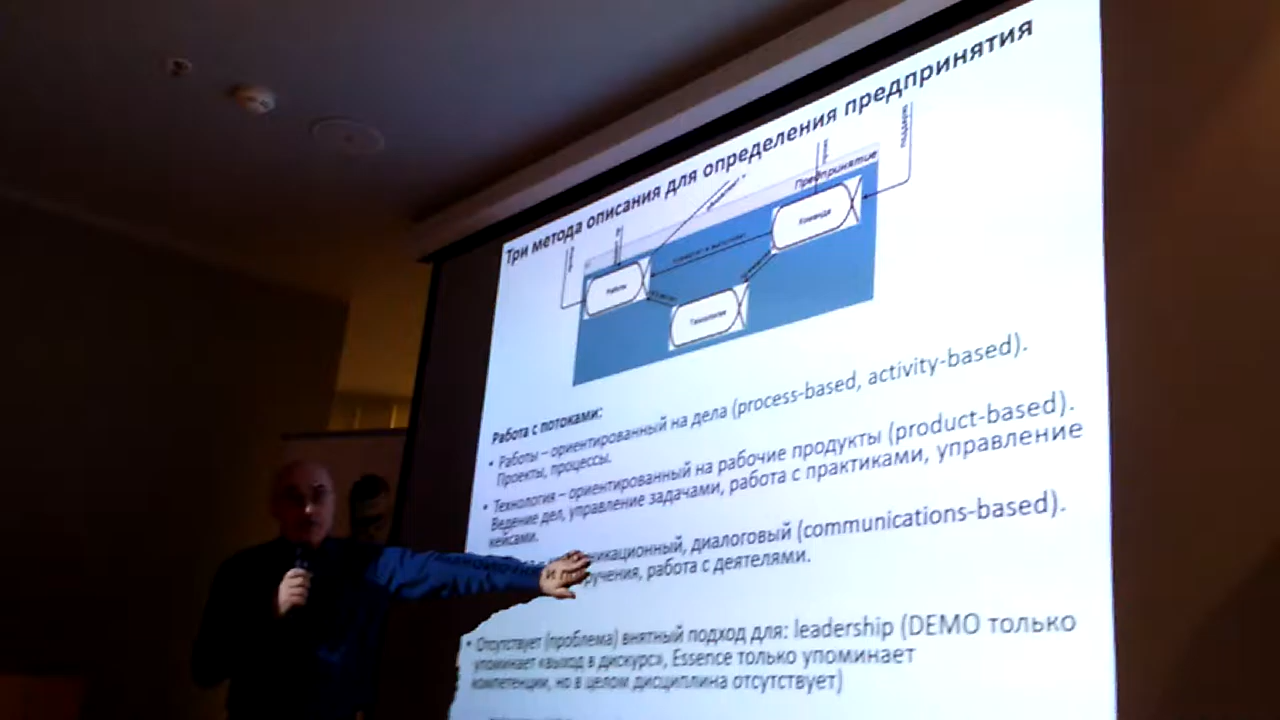 Три метода описания для определения предприятия
поддерж
Предприятие
Команда
Работы
Технология
Работа с потоками:
• Работы – ориентированный на дела (process-based, activity-based).
Проекты, процессы.
• Технология – ориентированный на рабочие продукты (product-based).
Ведение дел, управление задачами, работа с практиками, управление
кейсами.
диалоговый (communications-based).
и поручения, работа с деятелями.
• Отсутствует (проблема) внятный подход для: leadership (DEMO только
упоминает «выход в дискурс», Essence только упоминает
компетенции, но в целом дисциплина отсутствует)